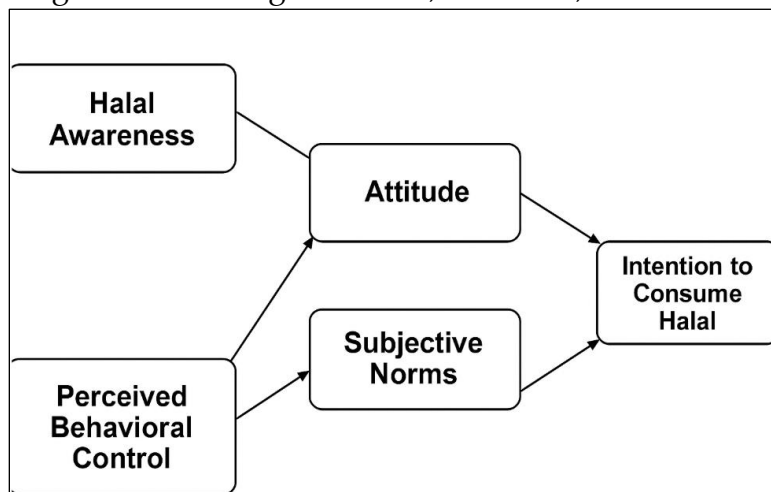 Halal
Awareness
Attitude
Intention to
Consume
Halal
Subjective
Norms
Perceived
Behavioral
Control